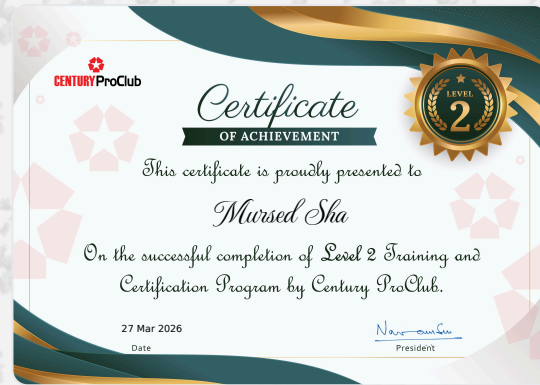 CENTURY ProClub
Certificate
OF ACHIEVEMENT
LEVEL
2
This certificate is proudly presented to
Mursed Sha
On the successful completion of Level 2 Training and
Certification Program by Century ProClub.
27 Mar 2026
Date
President